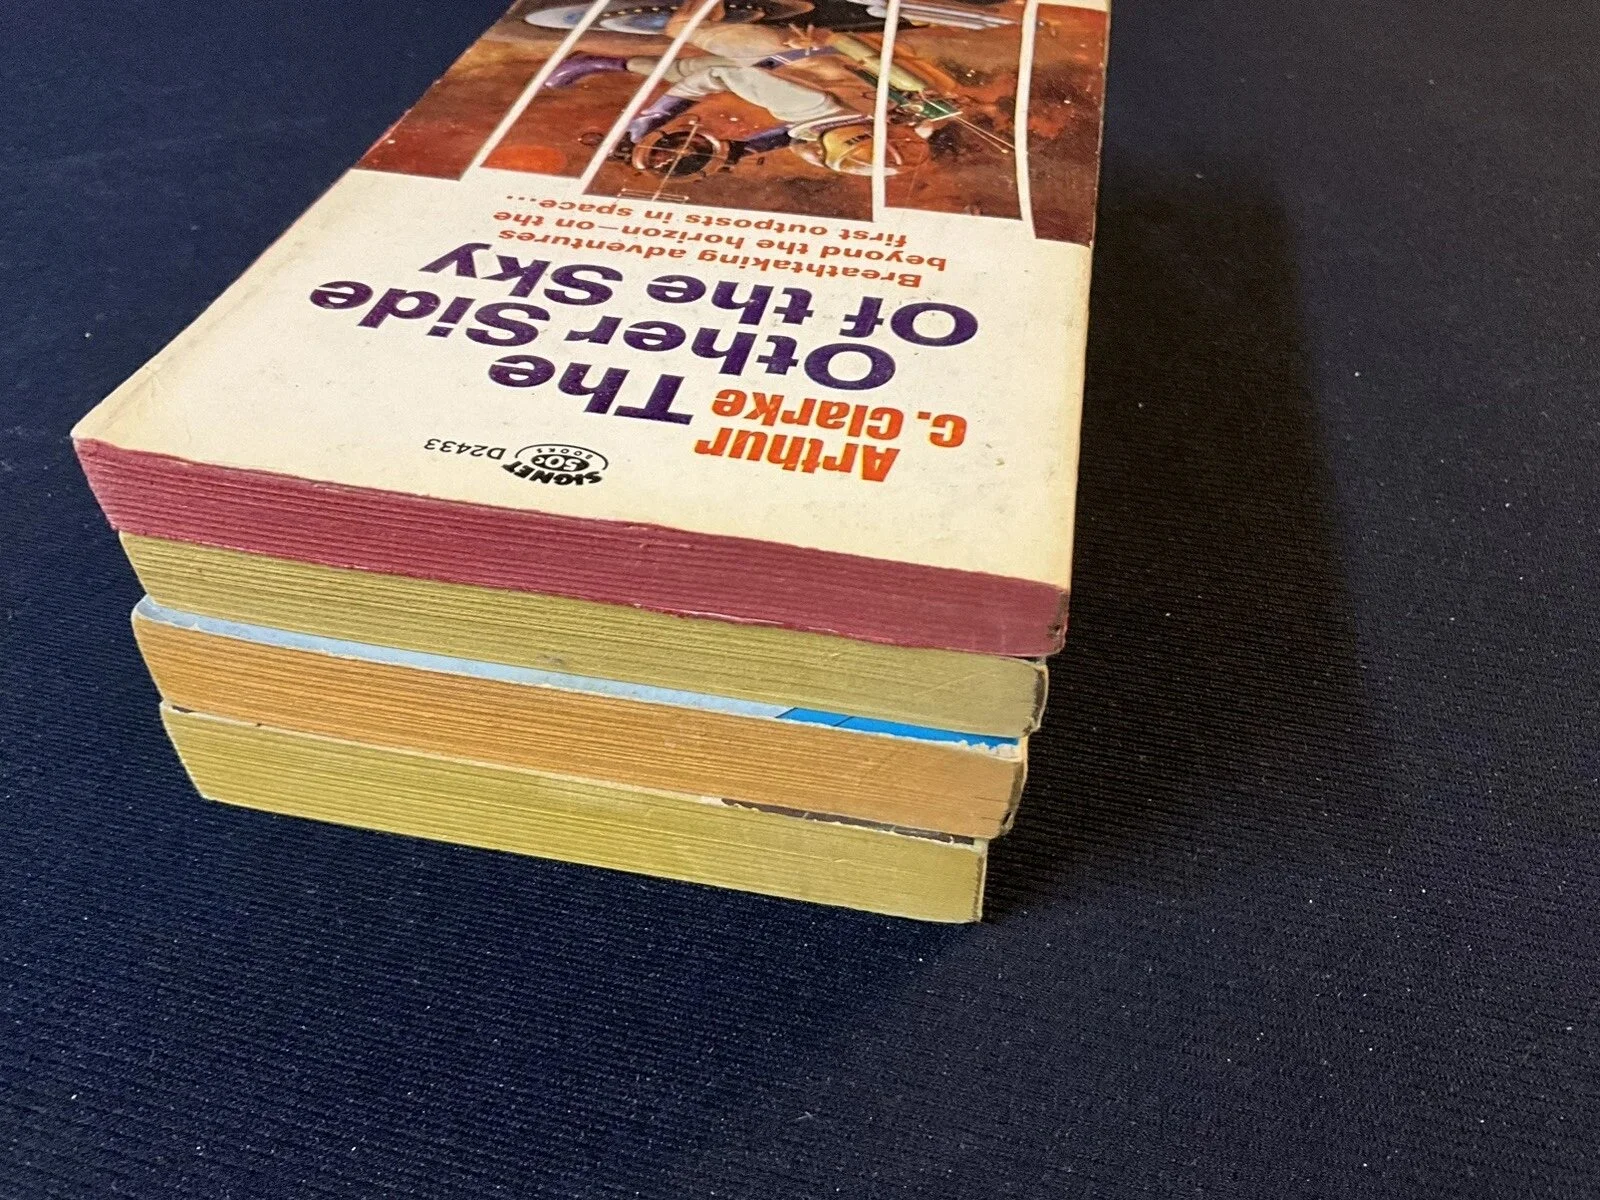 SIGNET
50¢
BOOKS
D2433
Arthur
C. Clarke
The
Other Side
Of the Sky
Breathtaking adventures
beyond the horizon—on the
first outposts in space...